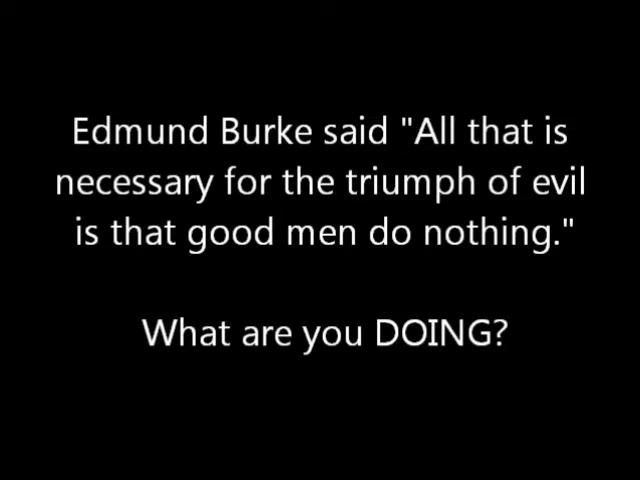 Edmund Burke said "All that is
necessary for the triumph of evil
is that good men do nothing."
What are you DOING?